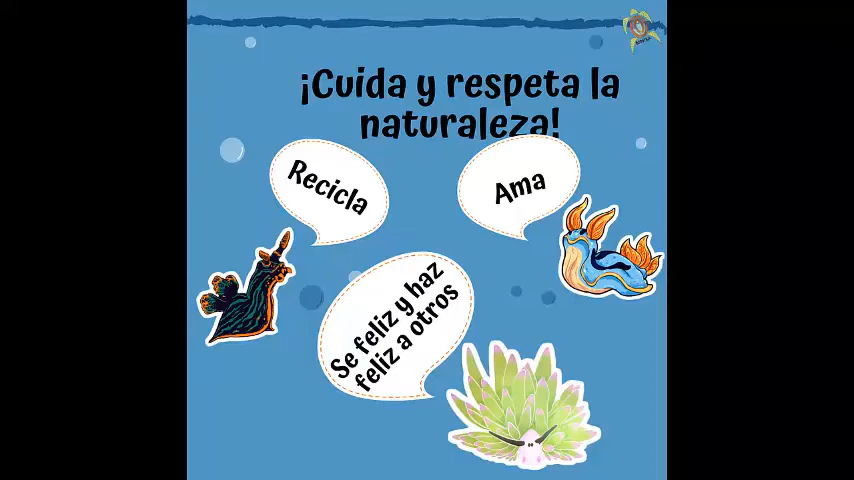 ¡Cuida y respeta la
naturaleza!
Recicla
Ama
Se feliz y haz
feliz a otros